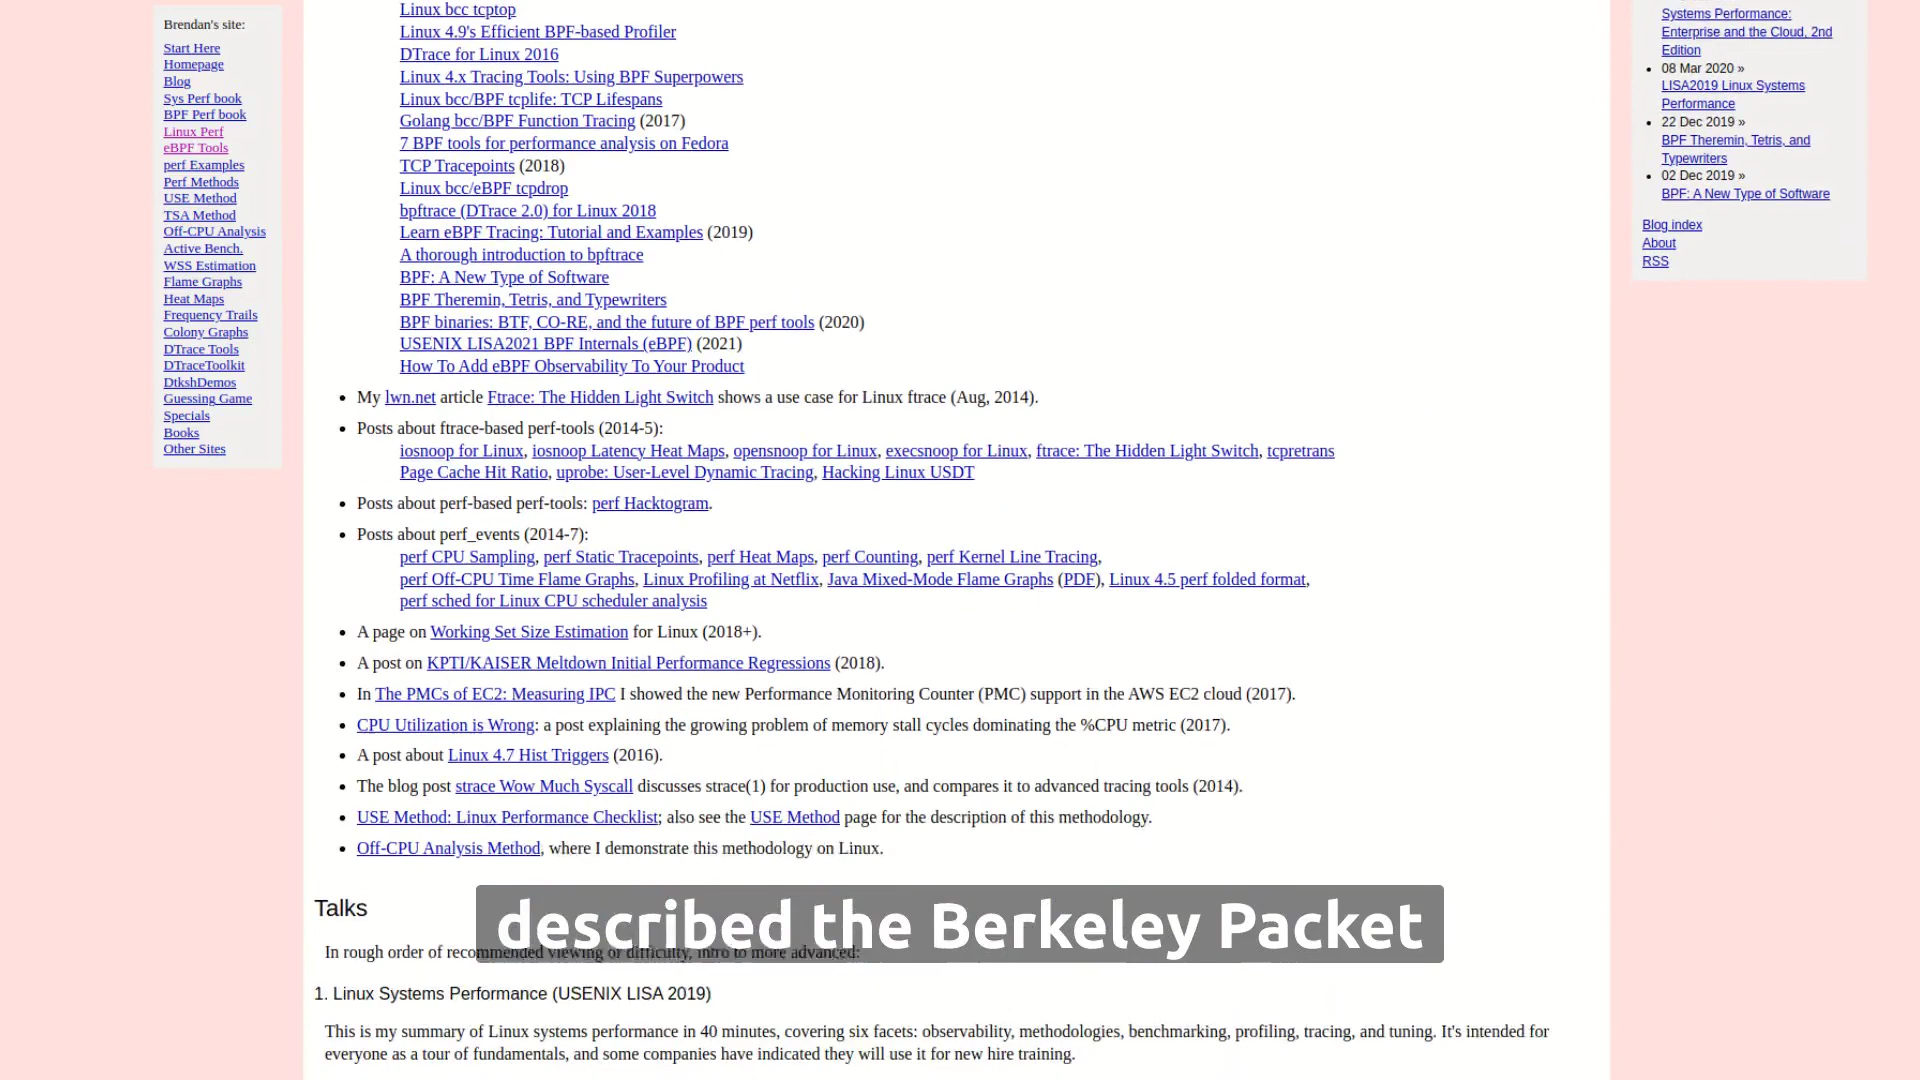 Brendan's site:
Start Here
Homepage
Blog
Sys Perf book
BPF Perf book
Linux Perf
eBPF Tools
perf Examples
Perf Methods
USE Method
TSA Method
Off-CPU Analysis
Active Bench.
WSS Estimation
Flame Graphs
Heat Maps
Frequency Trails
Colony Graphs
DTrace Tools
DTraceToolkit
DtkshDemos
Guessing Game
Specials
Books
Other Sites
Linux bcc tcptop
Linux 4.9's Efficient BPF-based Profiler
DTrace for Linux 2016
Linux 4.x Tracing Tools: Using BPF Superpowers
Linux bcc/BPF tcplife: TCP Lifespans
Golang bcc/BPF Function Tracing (2017)
7 BPF tools for performance analysis on Fedora
TCP Tracepoints (2018)
Linux bcc/eBPF tcpdrop
bpftrace (DTrace 2.0) for Linux 2018
Learn eBPF Tracing: Tutorial and Examples (2019)
A thorough introduction to bpftrace
BPF: A New Type of Software
BPF Theremin, Tetris, and Typewriters
BPF binaries: BTF, CO-RE, and the future of BPF perf tools (2020)
USENIX LISA2021 BPF Internals (eBPF) (2021)
How To Add eBPF Observability To Your Product
• My lwn.net article Ftrace: The Hidden Light Switch shows a use case for Linux ftrace (Aug, 2014).
• Posts about ftrace-based perf-tools (2014-5):
iosnoop for Linux, iosnoop Latency Heat Maps, opensnoop for Linux, execsnoop for Linux, ftrace: The Hidden Light Switch, tcpretrans
Page Cache Hit Ratio, uprobe: User-Level Dynamic Tracing, Hacking Linux USDT
• Posts about perf-based perf-tools: perf Hacktogram.
• Posts about perf_events (2014-7):
perf CPU Sampling, perf Static Tracepoints, perf Heat Maps, perf Counting, perf Kernel Line Tracing,
perf Off-CPU Time Flame Graphs, Linux Profiling at Netflix, Java Mixed-Mode Flame Graphs (PDF), Linux 4.5 perf folded format,
perf sched for Linux CPU scheduler analysis
• A page on Working Set Size Estimation for Linux (2018+).
• A post on KPTI/KAISER Meltdown Initial Performance Regressions (2018).
• In The PMCs of EC2: Measuring IPC I showed the new Performance Monitoring Counter (PMC) support in the AWS EC2 cloud (2017).
• CPU Utilization is Wrong: a post explaining the growing problem of memory stall cycles dominating the %CPU metric (2017).
• A post about Linux 4.7 Hist Triggers (2016).
• The blog post strace Wow Much Syscall discusses strace(1) for production use, and compares it to advanced tracing tools (2014).
• USE Method: Linux Performance Checklist; also see the USE Method page for the description of this methodology.
• Off-CPU Analysis Method, where I demonstrate this methodology on Linux.
Talks
described the Berkeley Packet
In rough order of recommended viewing or difficulty, intro to more advanced:
1. Linux Systems Performance (USENIX LISA 2019)
This is my summary of Linux systems performance in 40 minutes, covering six facets: observability, methodologies, benchmarking, profiling, tracing, and tuning. It's intended for
everyone as a tour of fundamentals, and some companies have indicated they will use it for new hire training.
Systems Performance:
Enterprise and the Cloud, 2nd
Edition
• 08 Mar 2020 »
LISA2019 Linux Systems
Performance
• 22 Dec 2019 »
BPF Theremin, Tetris, and
Typewriters
• 02 Dec 2019 »
BPF: A New Type of Software
Blog index
About
RSS